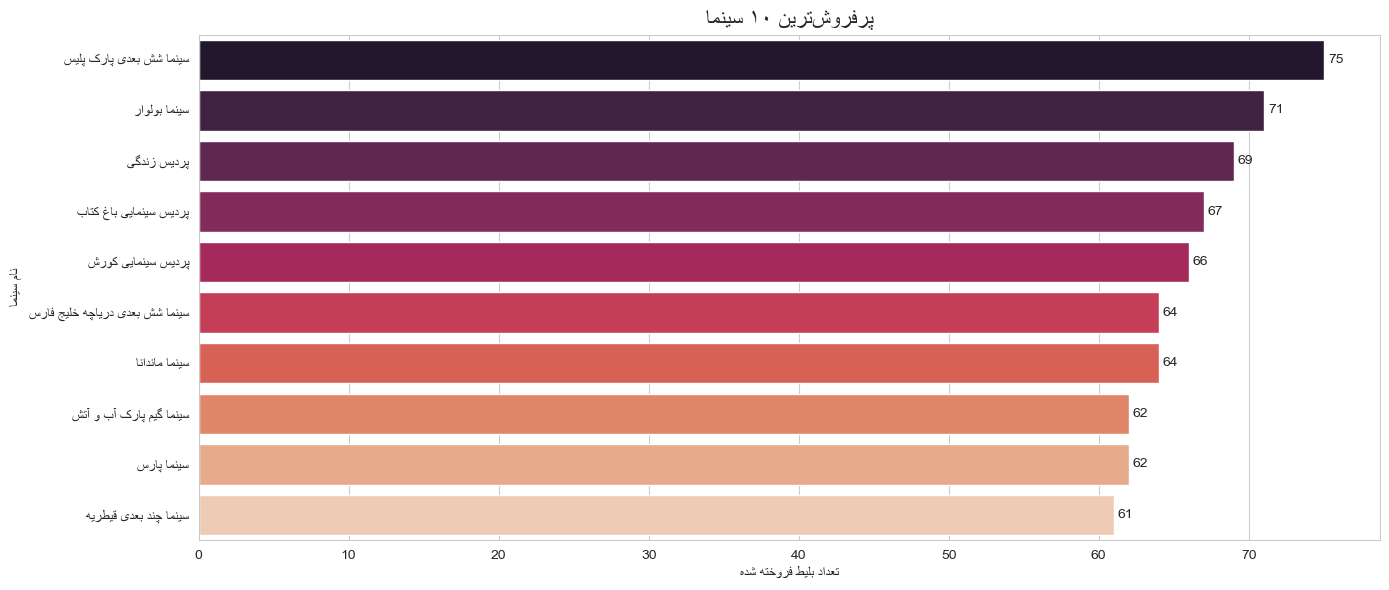 پرفروش‌ترین ۱۰ سینما
سینما شش بعدی پارک پلیس
75
سینما بولوار
71
پردیس زندگی
69
پردیس سینمایی باغ کتاب
67
پردیس سینمایی کورش
66
سینما شش بعدی دریاچه خلیج فارس
64
سینما ماندانا
64
سینما گیم پارک آب و آتش
62
سینما پارس
62
سینما چند بعدی قیطریه
61
نام سینما
0 10 20 30 40 50 60 70
تعداد بلیط فروخته شده